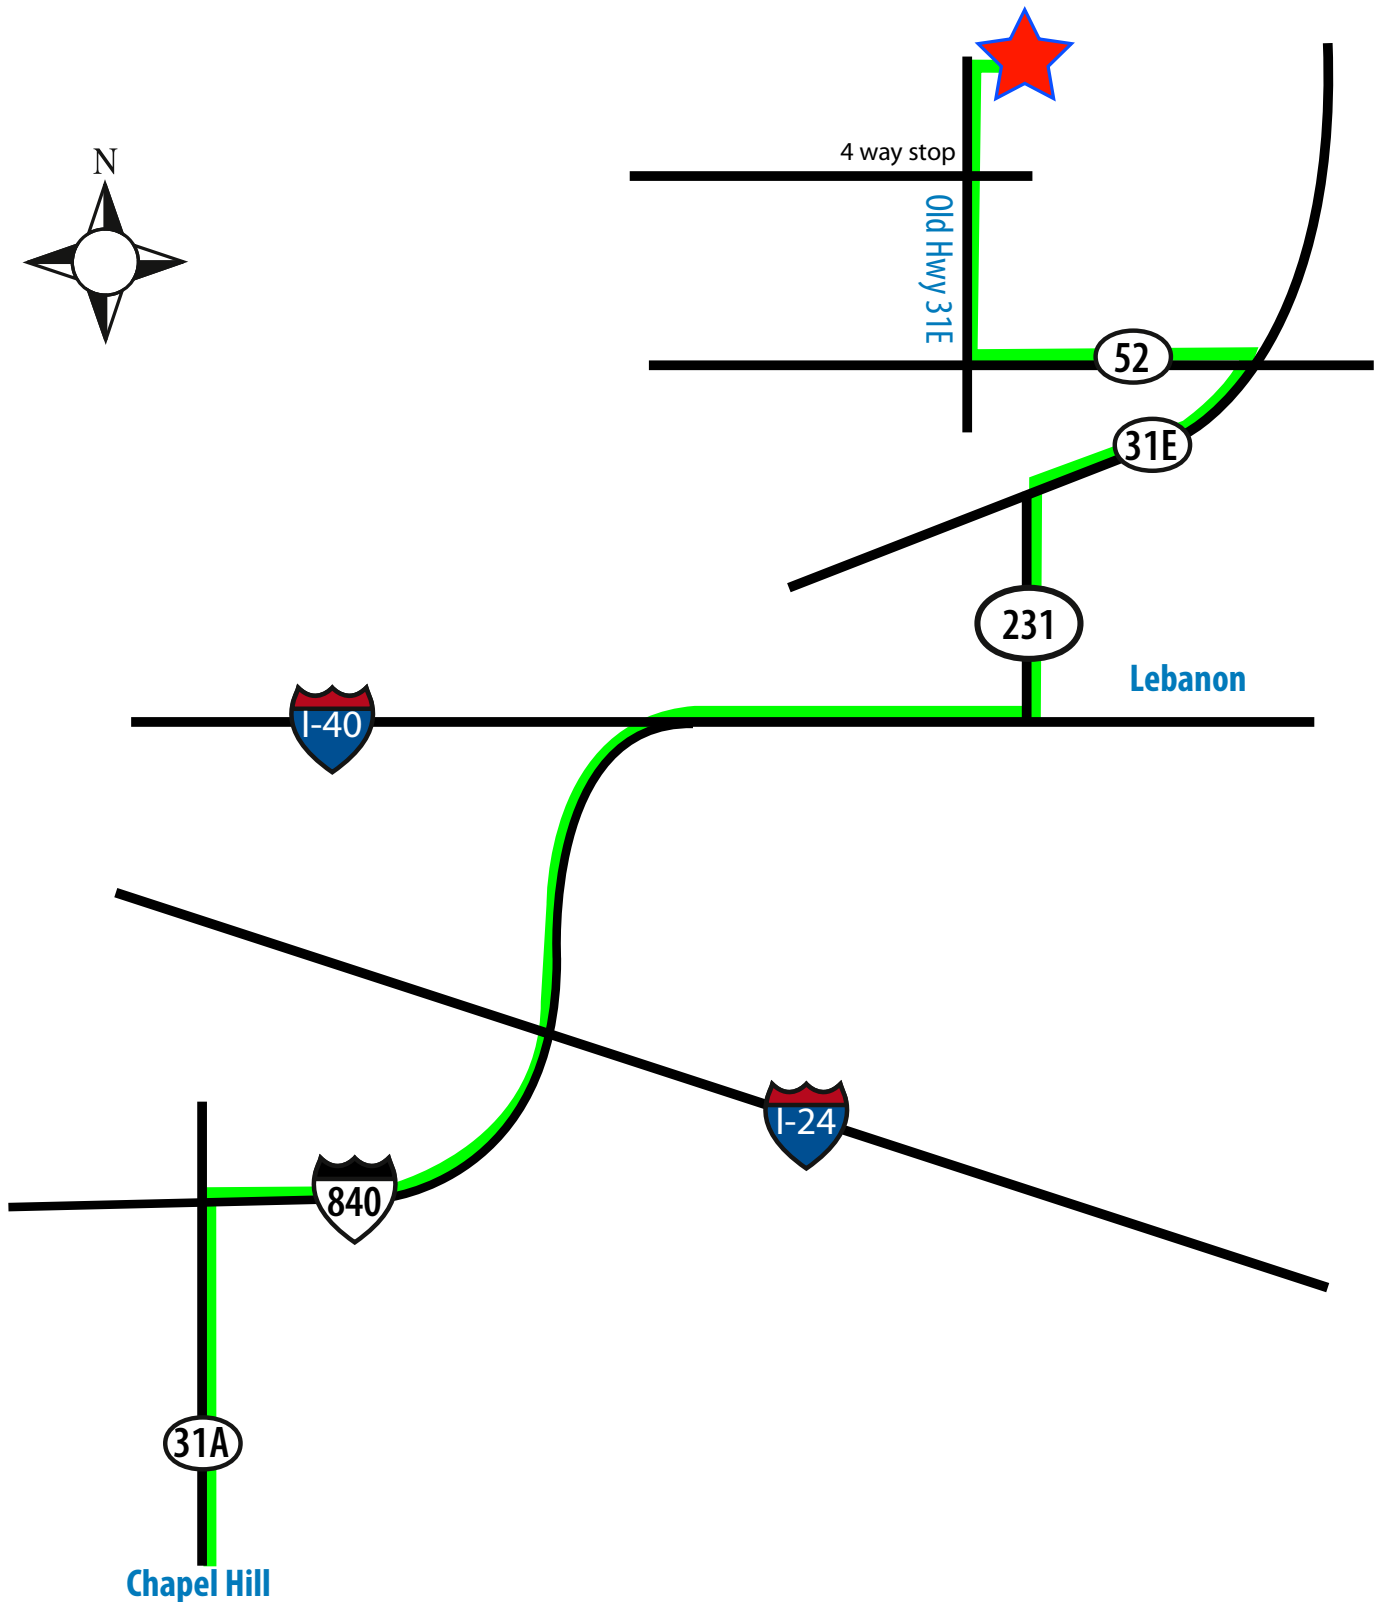 N
4 way stop
Old Hwy 31E
52
31E
231
Lebanon
I-40
I-24
840
31A
Chapel Hill